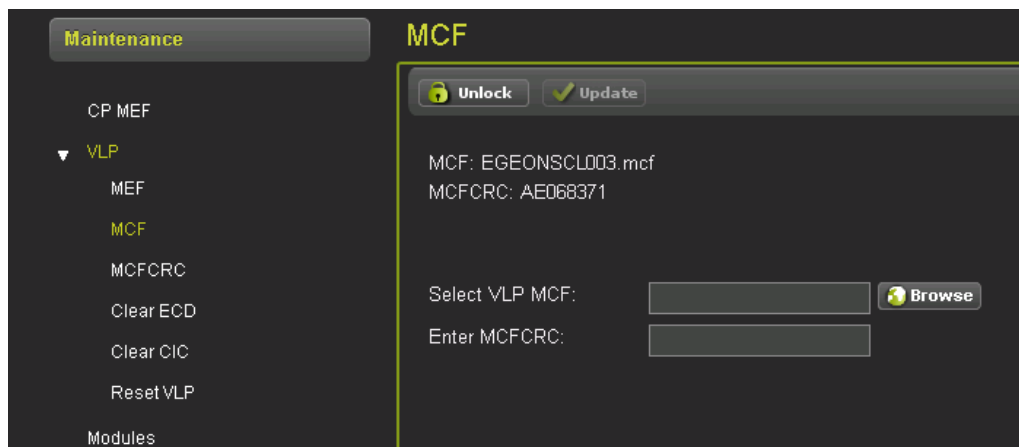 Maintenance
CP MEF
VLP
MEF
MCF
MCFCRC
Clear ECD
Clear CIC
Reset VLP
Modules
MCF
Unlock
Update
MCF: EGEONSCL003.mcf
MCFCRC: AE068371
Select VLP MCF:
Browse
Enter MCFCRC: